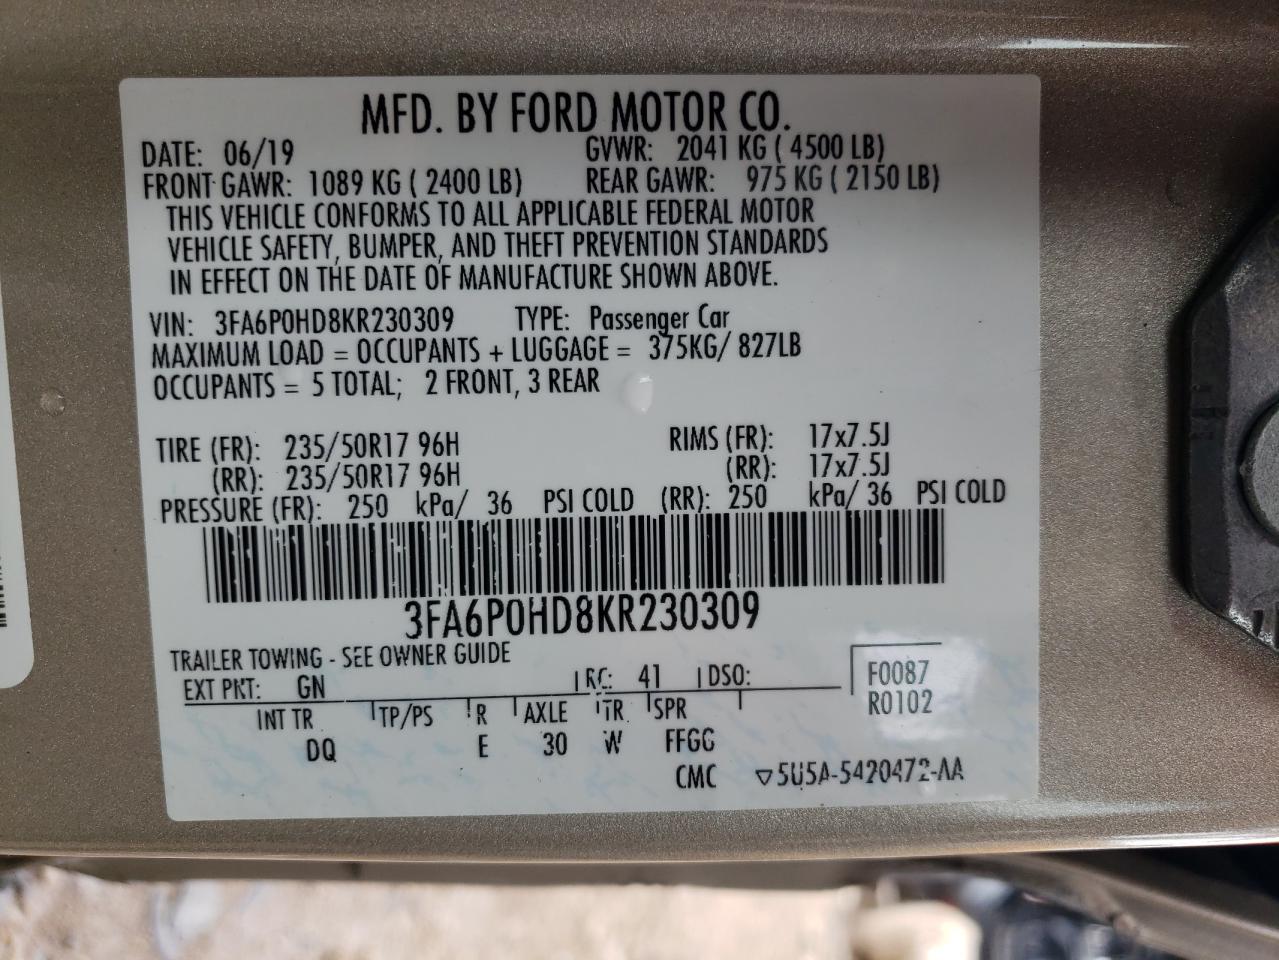 MFD. BY FORD MOTOR CO.
DATE: 06/19 GVWR: 2041 KG ( 4500 LB)
FRONT GAWR: 1089 KG ( 2400 LB) REAR GAWR: 975 KG ( 2150 LB)
THIS VEHICLE CONFORMS TO ALL APPLICABLE FEDERAL MOTOR
VEHICLE SAFETY, BUMPER, AND THEFT PREVENTION STANDARDS
IN EFFECT ON THE DATE OF MANUFACTURE SHOWN ABOVE.
VIN: 3FA6P0HD8KR230309 TYPE: Passenger Car
MAXIMUM LOAD = OCCUPANTS + LUGGAGE = 375KG/ 827LB
OCCUPANTS = 5 TOTAL; 2 FRONT, 3 REAR
TIRE (FR): 235/50R17 96H RIMS (FR): 17x7.5J
(RR): 235/50R17 96H (RR): 17x7.5J
PRESSURE (FR): 250 kPa/ 36 PSI COLD (RR): 250 kPa/ 36 PSI COLD
3FA6P0HD8KR230309
TRAILER TOWING - SEE OWNER GUIDE
EXT PNT: GN RC: 41 DSO: F0087
R0102
INT TR TP/PS R AXLE TR SPR
DQ E 30 W FFGG
CMC ▽5U5A-5420472-AA